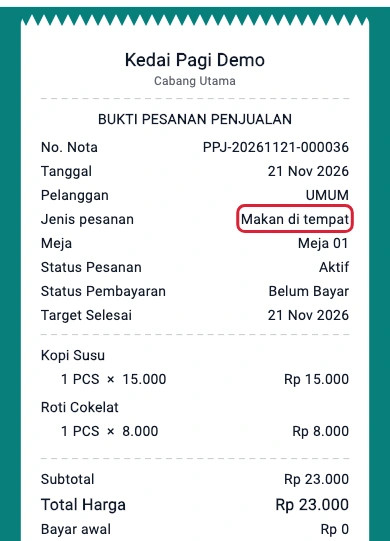 Kedai Pagi Demo
Cabang Utama
BUKTI PESANAN PENJUALAN
No. Nota PPJ-20261121-000036
Tanggal 21 Nov 2026
Pelanggan UMUM
Jenis pesanan Makan di tempat
Meja Meja 01
Status Pesanan Aktif
Status Pembayaran Belum Bayar
Target Selesai 21 Nov 2026
Kopi Susu
1 PCS × 15.000 Rp 15.000
Roti Cokelat
1 PCS × 8.000 Rp 8.000
Subtotal Rp 23.000
Total Harga Rp 23.000
Bayar awal Rp 0